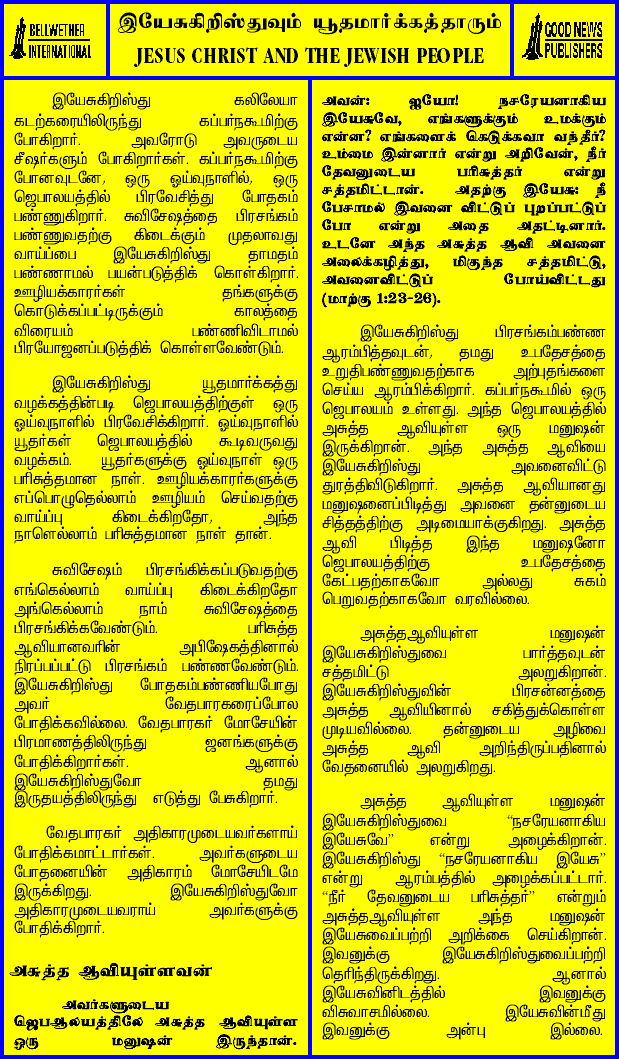 BELLWETHER
INTERNATIONAL
இயேசுகிறிஸ்துவும் யூதமார்க்கத்தாரும்
JESUS CHRIST AND THE JEWISH PEOPLE
GOOD NEWS
PUBLISHERS
இயேசுகிறிஸ்து கலிலேயா
கடற்கரையிலிருந்து கப்பர்நகூமிற்கு
போகிறார். அவரோடு அவருடைய
சீஷர்களும் போகிறார்கள். கப்பர்நகூமிற்கு
போனவுடனே, ஒரு ஓய்வுநாளில், ஒரு
ஜெபாலயத்தில் பிரவேசித்து போதகம்
பண்ணுகிறார். சுவிசேஷத்தை பிரசங்கம்
பண்ணுவதற்கு கிடைக்கும் முதலாவது
வாய்ப்பை இயேசுகிறிஸ்து தாமதம்
பண்ணாமல் பயன்படுத்திக் கொள்கிறார்.
ஊழியக்காரர்கள் தங்களுக்கு
கொடுக்கப்பட்டிருக்கும் காலத்தை
விரையம் பண்ணிவிடாமல்
பிரயோஜனப்படுத்திக் கொள்ளவேண்டும்.
இயேசுகிறிஸ்து யூதமார்க்கத்து
வழக்கத்தின்படி ஜெபாலயத்திற்குள் ஒரு
ஓய்வுநாளில் பிரவேசிக்கிறார். ஓய்வுநாளில்
யூதர்கள் ஜெபாலயத்தில் கூடிவருவது
வழக்கம். யூதர்களுக்கு ஓய்வுநாள் ஒரு
பரிசுத்தமான நாள். ஊழியக்காரர்களுக்கு
எப்பொழுதெல்லாம் ஊழியம் செய்வதற்கு
வாய்ப்பு கிடைக்கிறதோ, அந்த
நாளெல்லாம் பரிசுத்தமான நாள் தான்.
சுவிசேஷம் பிரசங்கிக்கப்படுவதற்கு
எங்கெல்லாம் வாய்ப்பு கிடைக்கிறதோ
அங்கெல்லாம் நாம் சுவிசேஷத்தை
பிரசங்கிக்கவேண்டும். பரிசுத்த
ஆவியானவரின் அபிஷேகத்தினால்
நிரப்பப்பட்டு பிரசங்கம் பண்ணவேண்டும்.
இயேசுகிறிஸ்து போதகம்பண்ணியபோது
அவர் வேதபாரகரைப்போல
போதிக்கவில்லை. வேதபாரகர் மோசேயின்
பிரமாணத்திலிருந்து ஜனங்களுக்கு
போதிக்கிறார்கள். ஆனால்
இயேசுகிறிஸ்துவோ தமது
இருதயத்திலிருந்து எடுத்து பேசுகிறார்.
வேதபாரகர் அதிகாரமுடையவர்களாய்
போதிக்கமாட்டார்கள். அவர்களுடைய
போதனையின் அதிகாரம் மோசேயிடமே
இருக்கிறது. இயேசுகிறிஸ்துவோ
அதிகாரமுடையவராய் அவர்களுக்கு
போதிக்கிறார்.
அசுத்த ஆவியுள்ளவன்
அவர்களுடைய
ஜெபஆலயத்திலே அசுத்த ஆவியுள்ள
ஒரு மனுஷன் இருந்தான்.
அவன்: ஐயோ! நசரேயனாகிய
இயேசுவே, எங்களுக்கும் உமக்கும்
என்ன? எங்களைக் கெடுக்கவா வந்தீர்?
உம்மை இன்னார் என்று அறிவேன், நீர்
தேவனுடைய பரிசுத்தர் என்று
சத்தமிட்டான். அதற்கு இயேசு: நீ
பேசாமல் இவனை விட்டுப் புறப்பட்டுப்
போ என்று அதை அதட்டினார்.
உடனே அந்த அசுத்த ஆவி அவனை
அலைக்கழித்து, மிகுந்த சத்தமிட்டு,
அவனைவிட்டுப் போய்விட்டது
(மாற்கு 1:23-26).
இயேசுகிறிஸ்து பிரசங்கம்பண்ண
ஆரம்பித்தவுடன், தமது உபதேசத்தை
உறுதிபண்ணுவதற்காக அற்புதங்களை
செய்ய ஆரம்பிக்கிறார். கப்பர்நகூமில் ஒரு
ஜெபாலயம் உள்ளது. அந்த ஜெபாலயத்தில்
அசுத்த ஆவியுள்ள ஒரு மனுஷன்
இருக்கிறான். அந்த அசுத்த ஆவியை
இயேசுகிறிஸ்து அவனைவிட்டு
துரத்திவிடுகிறார். அசுத்த ஆவியானது
மனுஷனைப்பிடித்து அவனை தன்னுடைய
சித்தத்திற்கு அடிமையாக்குகிறது. அசுத்த
ஆவி பிடித்த இந்த மனுஷனோ
ஜெபாலயத்திற்கு உபதேசத்தை
கேட்பதற்காகவோ அல்லது சுகம்
பெறுவதற்காகவோ வரவில்லை.
அசுத்தஆவியுள்ள மனுஷன்
இயேசுகிறிஸ்துவை பார்த்தவுடன்
சத்தமிட்டு அலறுகிறான்.
இயேசுகிறிஸ்துவின் பிரசன்னத்தை
அசுத்த ஆவியினால் சகித்துக்கொள்ள
முடியவில்லை. தன்னுடைய அழிவை
அசுத்த ஆவி அறிந்திருப்பதினால்
வேதனையில் அலறுகிறது.
அசுத்த ஆவியுள்ள மனுஷன்
இயேசுகிறிஸ்துவை “நசரேயனாகிய
இயேசுவே” என்று அழைக்கிறான்.
இயேசுகிறிஸ்து “நசரேயனாகிய இயேசு”
என்று ஆரம்பத்தில் அழைக்கப்பட்டார்.
“நீர் தேவனுடைய பரிசுத்தர்” என்றும்
அசுத்தஆவியுள்ள அந்த மனுஷன்
இயேசுவைப்பற்றி அறிக்கை செய்கிறான்.
இவனுக்கு இயேசுகிறிஸ்துவைப்பற்றி
தெரிந்திருக்கிறது. ஆனால்
இயேசுவினிடத்தில் இவனுக்கு
விசுவாசமில்லை. இயேசுவின்மீது
இவனுக்கு அன்பு இல்லை.